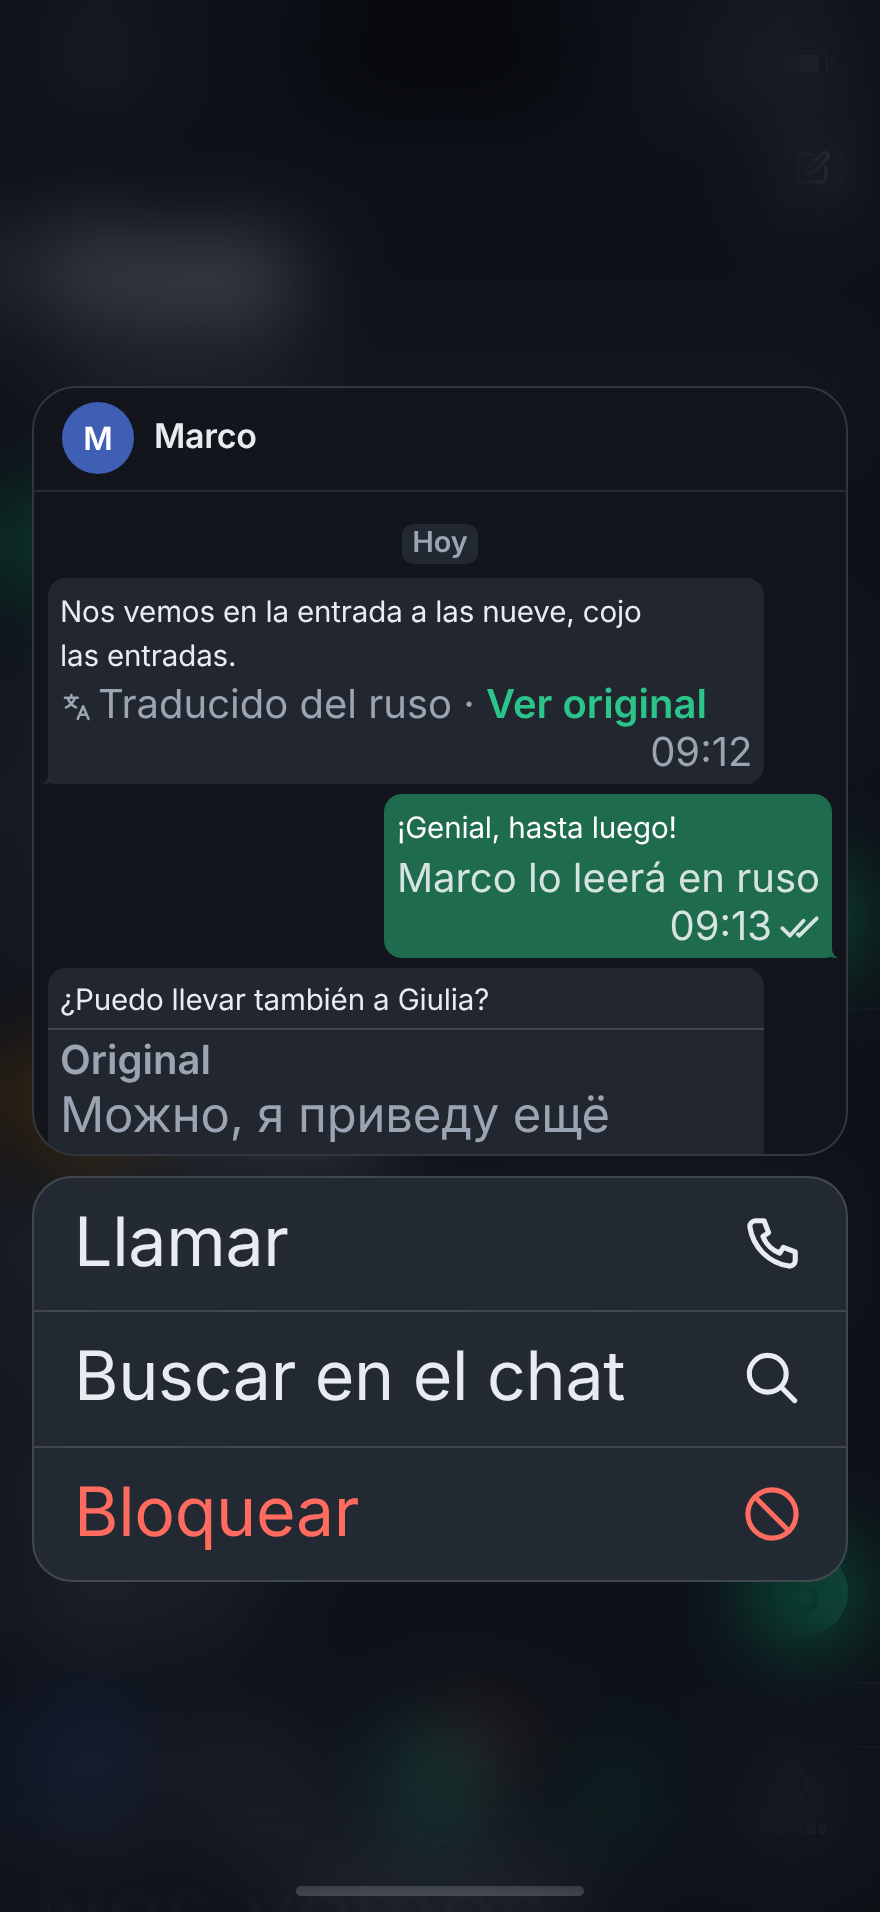 M Marco
Hoy
Nos vemos en la entrada a las nueve, cojo
las entradas.
Traducido del ruso · Ver original
09:12
¡Genial, hasta luego!
Marco lo leerá en ruso
09:13
¿Puedo llevar también a Giulia?
Original
Можно, я приведу ещё
Llamar
Buscar en el chat
Bloquear